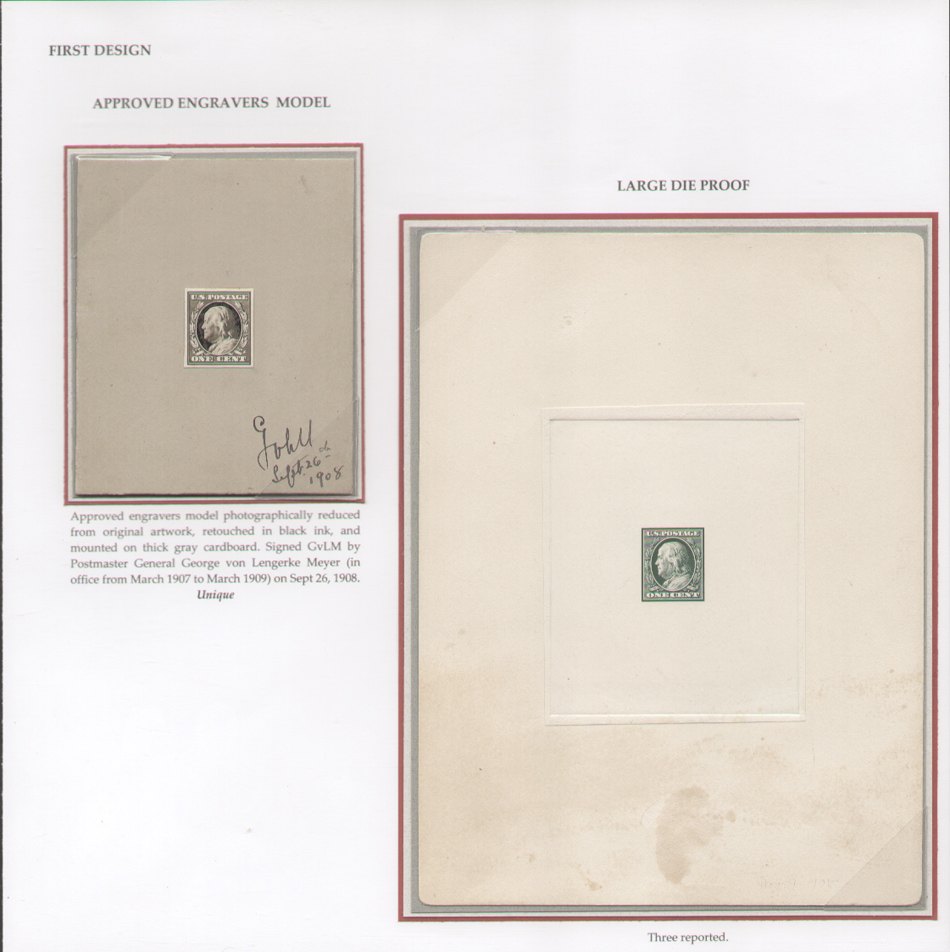 FIRST DESIGN
APPROVED ENGRAVERS MODEL
U.S. POSTAGE
ONE CENT
GvLM
Sept. 26th
1908
Approved engravers model photographically reduced
from original artwork, retouched in black ink, and
mounted on thick gray cardboard. Signed GvLM by
Postmaster General George von Lengerke Meyer (in
office from March 1907 to March 1909) on Sept 26, 1908.
Unique
LARGE DIE PROOF
U.S. POSTAGE
ONE CENT
Three reported.